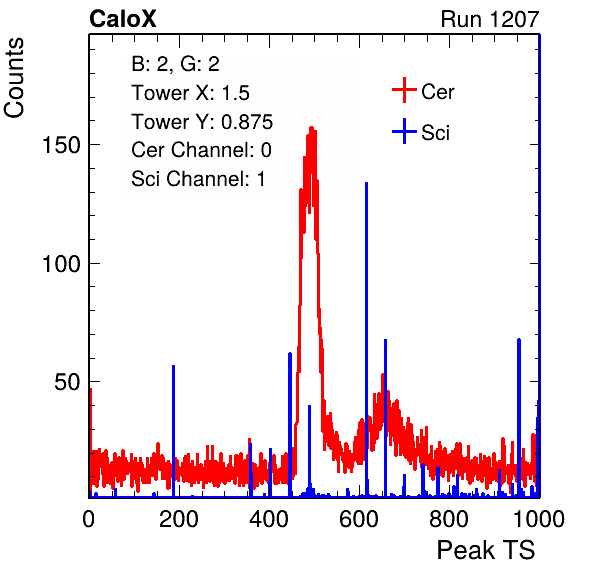 CaloX Run 1207
Counts
B: 2, G: 2
Tower X: 1.5
Tower Y: 0.875
Cer Channel: 0
Sci Channel: 1
Cer
Sci
150
100
50
0 200 400 600 800 1000
Peak TS